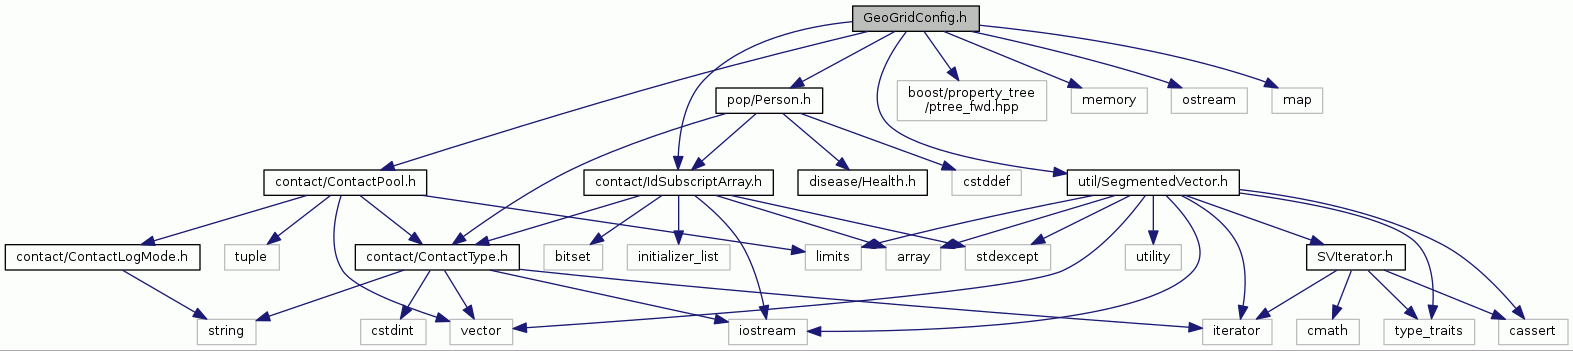 GeoGridConfig.h
pop/Person.h
boost/property_tree
/ptree_fwd.hpp
memory
ostream
map
contact/ContactPool.h
contact/IdSubscriptArray.h
disease/Health.h
cstddef
util/SegmentedVector.h
contact/ContactLogMode.h
tuple
contact/ContactType.h
bitset
initializer_list
limits
array
stdexcept
utility
SVIterator.h
string
cstdint
vector
iostream
iterator
cmath
type_traits
cassert